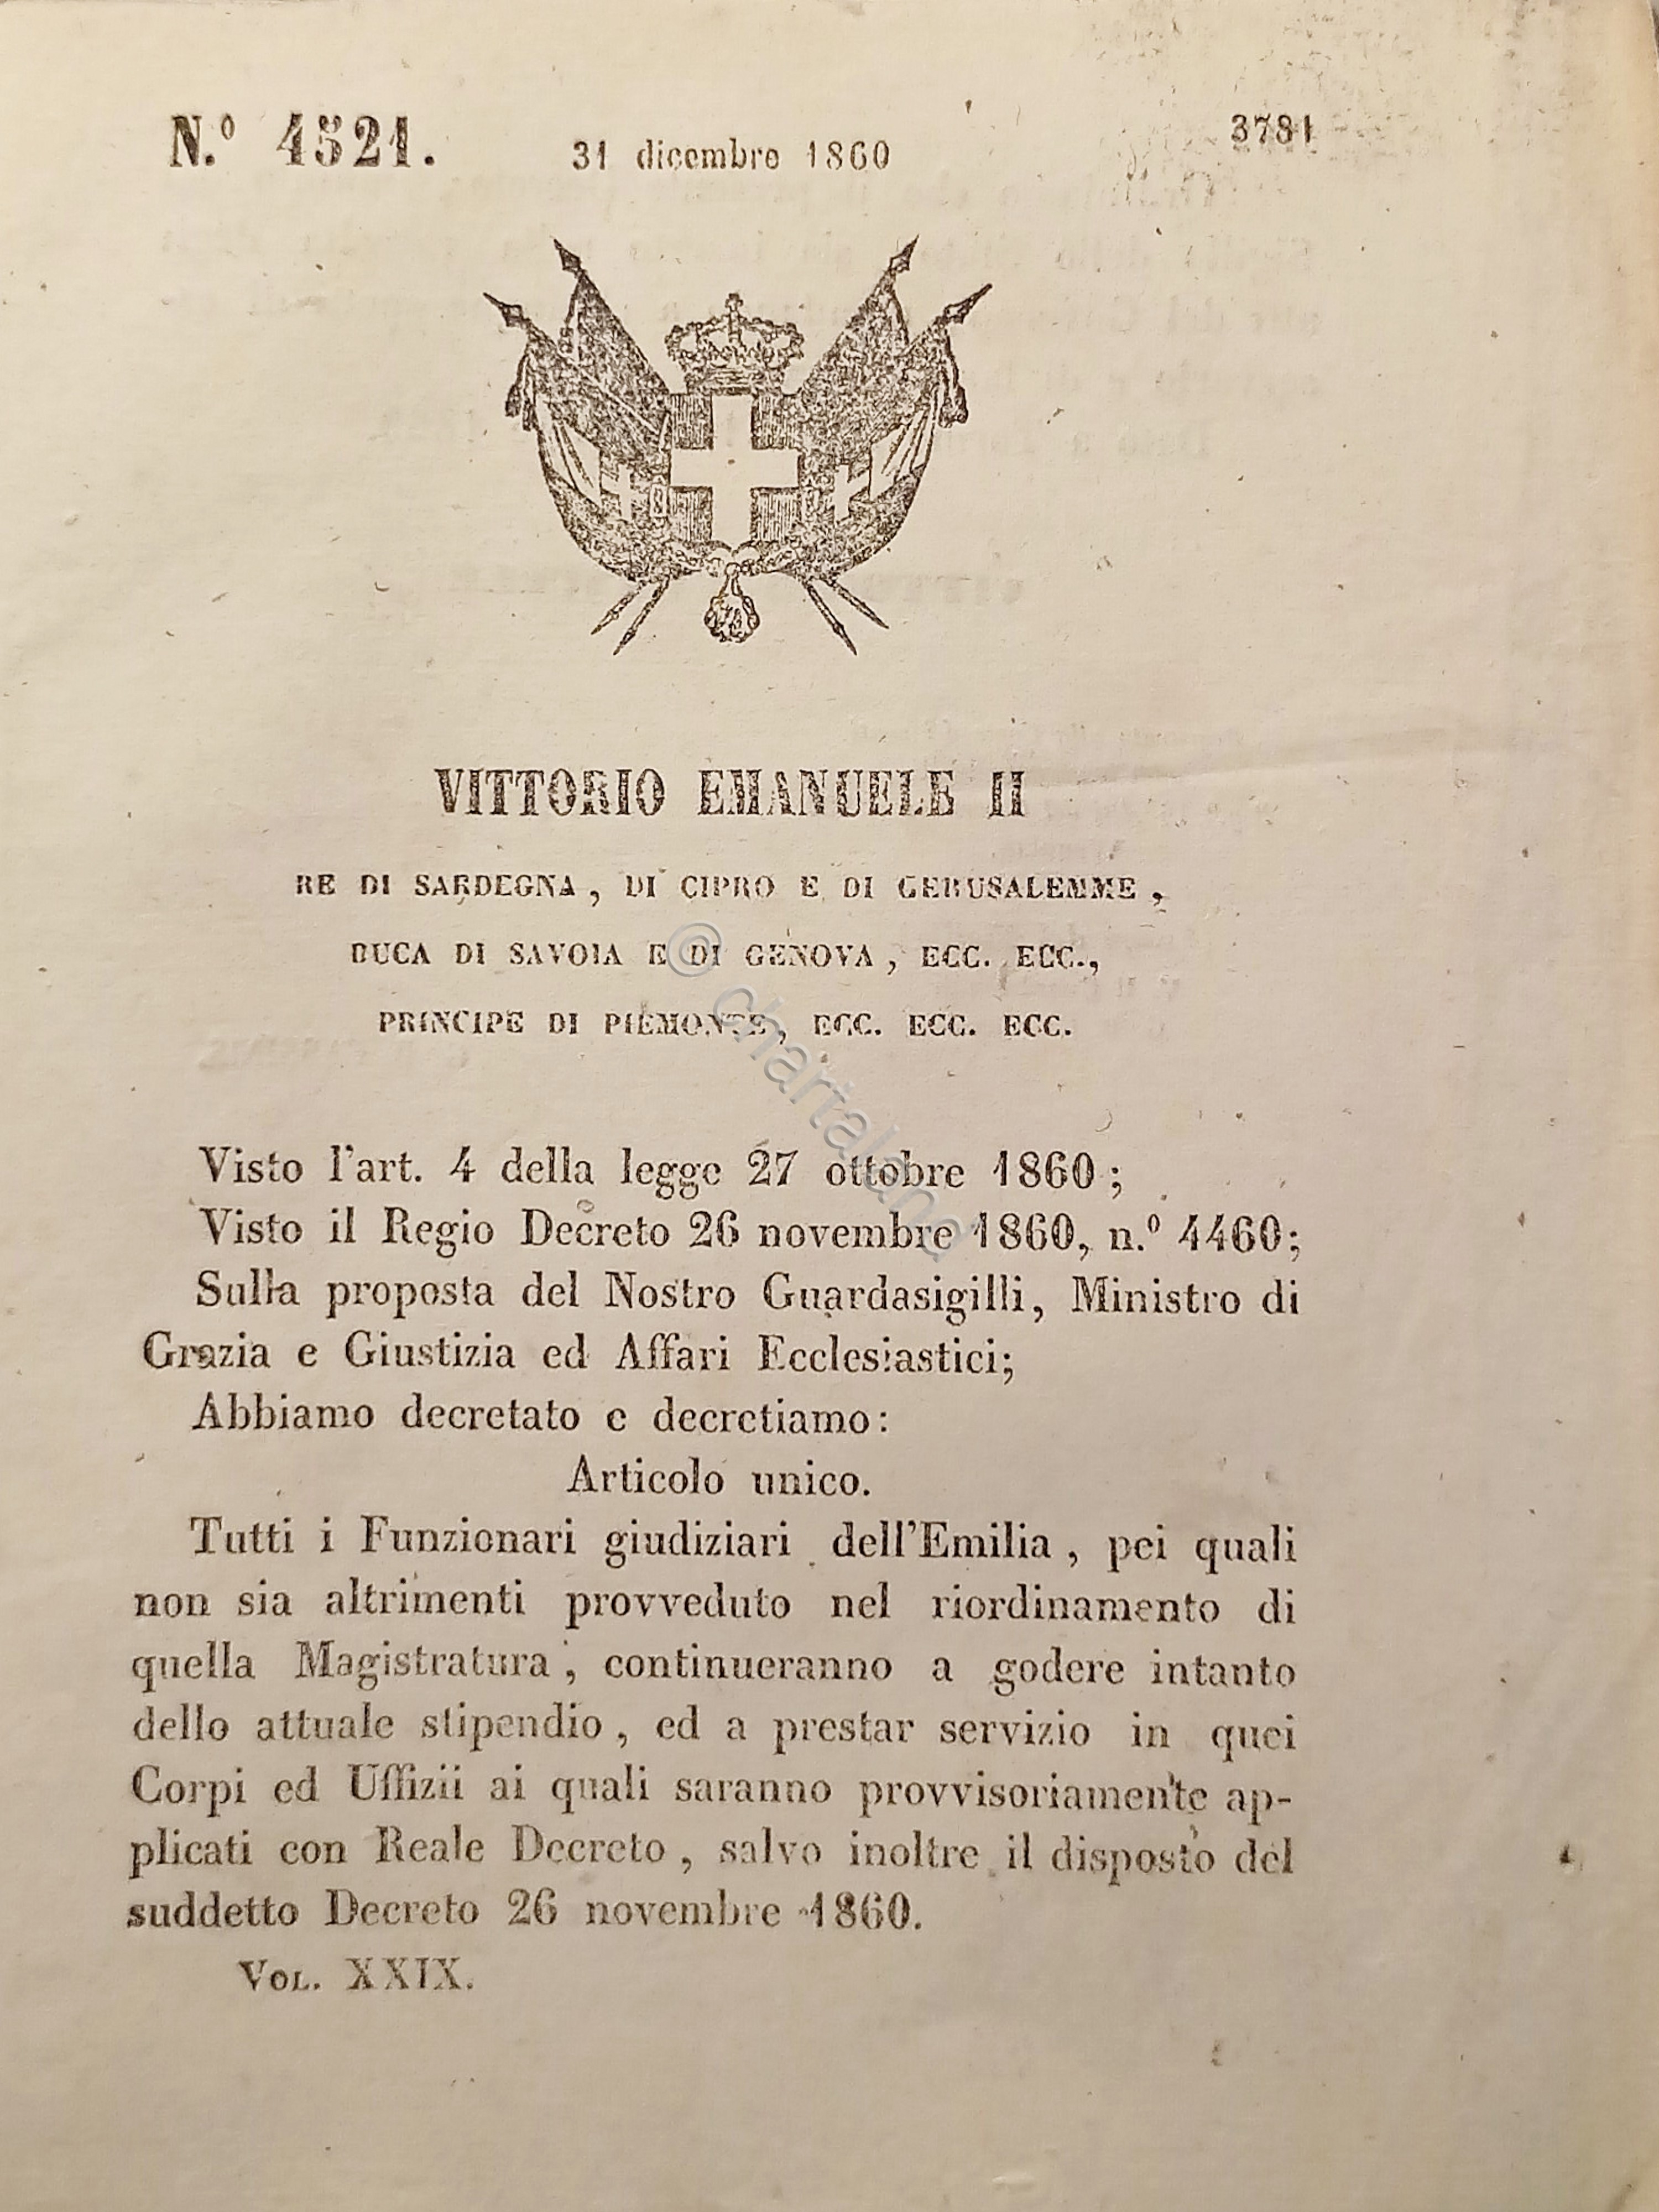 N.º 4521.
31 dicembre 1860
3781
VITTORIO EMANUELE II
RE DI SARDEGNA, DI CIPRO E DI GERUSALEMME,
DUCA DI SAVOIA E DI GENOVA, ECC. ECC.,
PRINCIPE DI PIEMONTE, ECC. ECC. ECC.
© chartaland
Visto l'art. 4 della legge 27 ottobre 1860;
Visto il Regio Decreto 26 novembre 1860, n.º 4460;
Sulla proposta del Nostro Guardasigilli, Ministro di
Grazia e Giustizia ed Affari Ecclesiastici;
Abbiamo decretato e decretiamo:
Articolo unico.
Tutti i Funzionari giudiziari dell'Emilia, pei quali
non sia altrimenti provveduto nel riordinamento di
quella Magistratura, continueranno a godere intanto
dello attuale stipendio, ed a prestar servizio in quei
Corpi ed Uffizii ai quali saranno provvisoriamente ap-
plicati con Reale Decreto, salvo inoltre il disposto del
suddetto Decreto 26 novembre 1860.
VOL. XXIX.